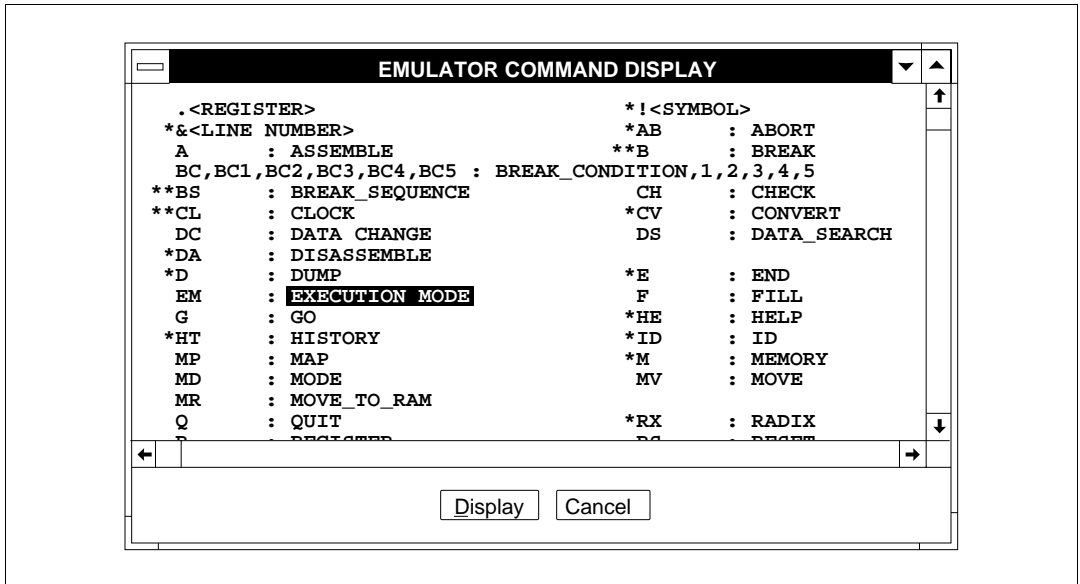 EMULATOR COMMAND DISPLAY
.<REGISTER> *!<SYMBOL>
*&<LINE NUMBER> *AB : ABORT
A : ASSEMBLE **B : BREAK
BC,BC1,BC2,BC3,BC4,BC5 : BREAK_CONDITION,1,2,3,4,5
**BS : BREAK_SEQUENCE CH : CHECK
**CL : CLOCK *CV : CONVERT
DC : DATA CHANGE DS : DATA_SEARCH
*DA : DISASSEMBLE
*D : DUMP *E : END
EM : EXECUTION MODE F : FILL
G : GO *HE : HELP
*HT : HISTORY *ID : ID
MP : MAP *M : MEMORY
MD : MODE MV : MOVE
MR : MOVE_TO_RAM
Q : QUIT *RX : RADIX
R : REGISTER RS : RESET
Display Cancel